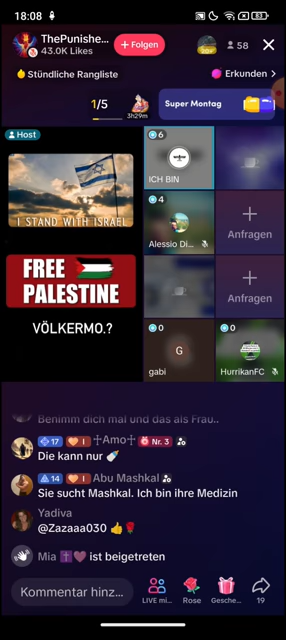 18:08
83
ThePunishe...
43.0K Likes
+ Folgen
58
Stündliche Rangliste
Erkunden >
1/5
3h29m
Super Montag
Host
I STAND WITH ISRAEL
FREE
PALESTINE
VÖLKERMO.?
6
ICH BIN
4
Alessio Di...
Anfragen
Anfragen
0
G
gabi
0
HurrikanFC
Benimm dich mal und das als Frau..
17 I ☥Amo☥ Nr. 3
Die kann nur 🍼
14 I Abu Mashkal
Sie sucht Mashkal. Ich bin ihre Medizin
Yadiva
@Zazaaa030 👍🌹
Mia ✝️💜 ist beigetreten
Kommentar hinz...
LIVE mi...
Rose
Gesche...
19